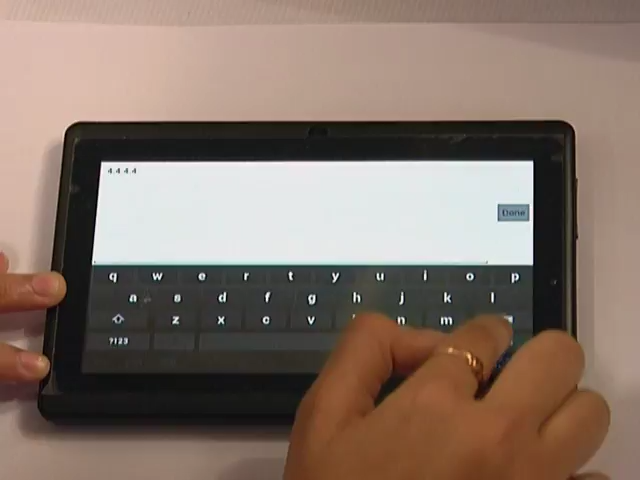 4.4.4.4
Done
q w e r t y u i o p
a s d f g h j k l
z x c v n m
?123